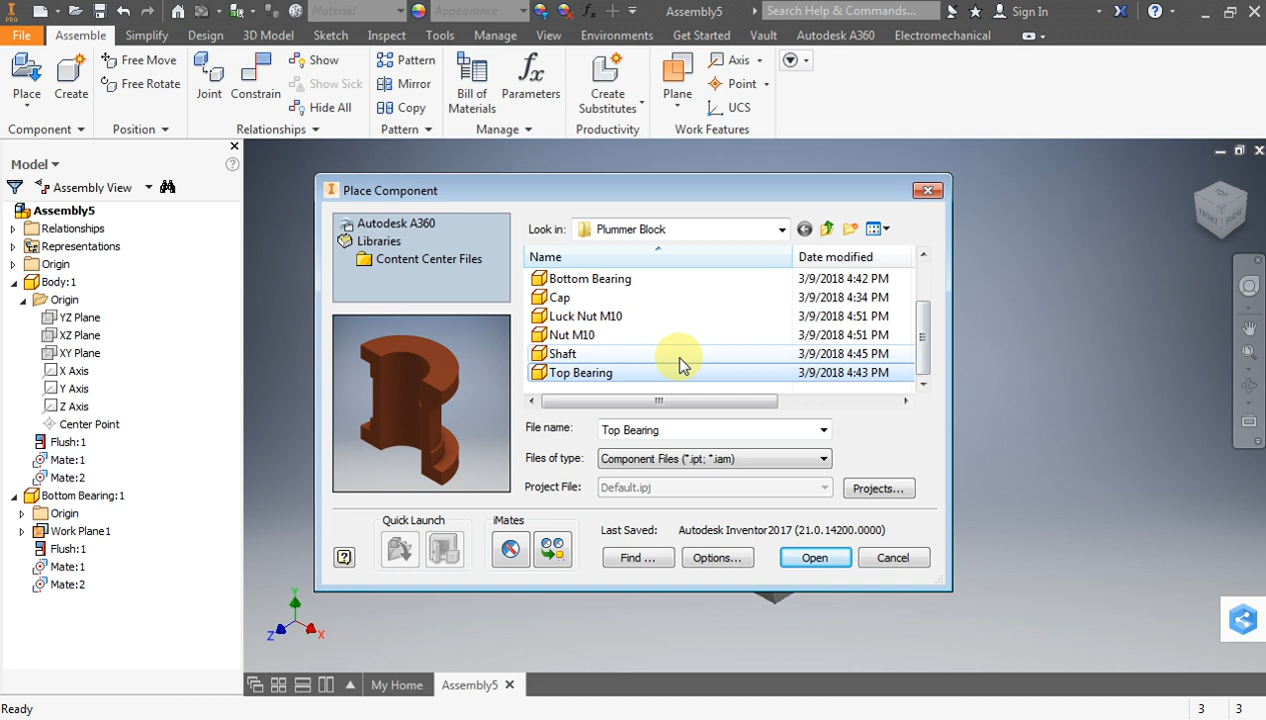 PRO
Material
Appearance
fx
Assembly5
Search Help & Commands...
Sign In
File
Assemble
Simplify
Design
3D Model
Sketch
Inspect
Tools
Manage
View
Environments
Get Started
Vault
Autodesk A360
Electromechanical
Place
Create
Free Move
Free Rotate
Joint
Constrain
Show
Show Sick
Hide All
Pattern
Mirror
Copy
Bill of
Materials
fx
Parameters
Create
Substitutes
Plane
Axis
Point
UCS
Component
Position
Relationships
Pattern
Manage
Productivity
Work Features
Model
Assembly View
Assembly5
Relationships
Representations
Origin
Body:1
Origin
YZ Plane
XZ Plane
XY Plane
X Axis
Y Axis
Z Axis
Center Point
Flush:1
Mate:1
Mate:2
Bottom Bearing:1
Origin
Work Plane1
Flush:1
Mate:1
Mate:2
Place Component
Autodesk A360
Libraries
Content Center Files
Look in:
Plummer Block
Name
Date modified
Bottom Bearing
3/9/2018 4:42 PM
Cap
3/9/2018 4:34 PM
Luck Nut M10
3/9/2018 4:51 PM
Nut M10
3/9/2018 4:51 PM
Shaft
3/9/2018 4:45 PM
Top Bearing
3/9/2018 4:43 PM
File name:
Top Bearing
Files of type:
Component Files (*.ipt; *.iam)
Project File:
Default.ipj
Projects...
Quick Launch
iMates
Last Saved:
Autodesk Inventor 2017 (21.0.14200.0000)
Find ...
Options...
Open
Cancel
TOP
FRONT
RIGHT
Y
Z
X
My Home
Assembly5
Ready
3
3